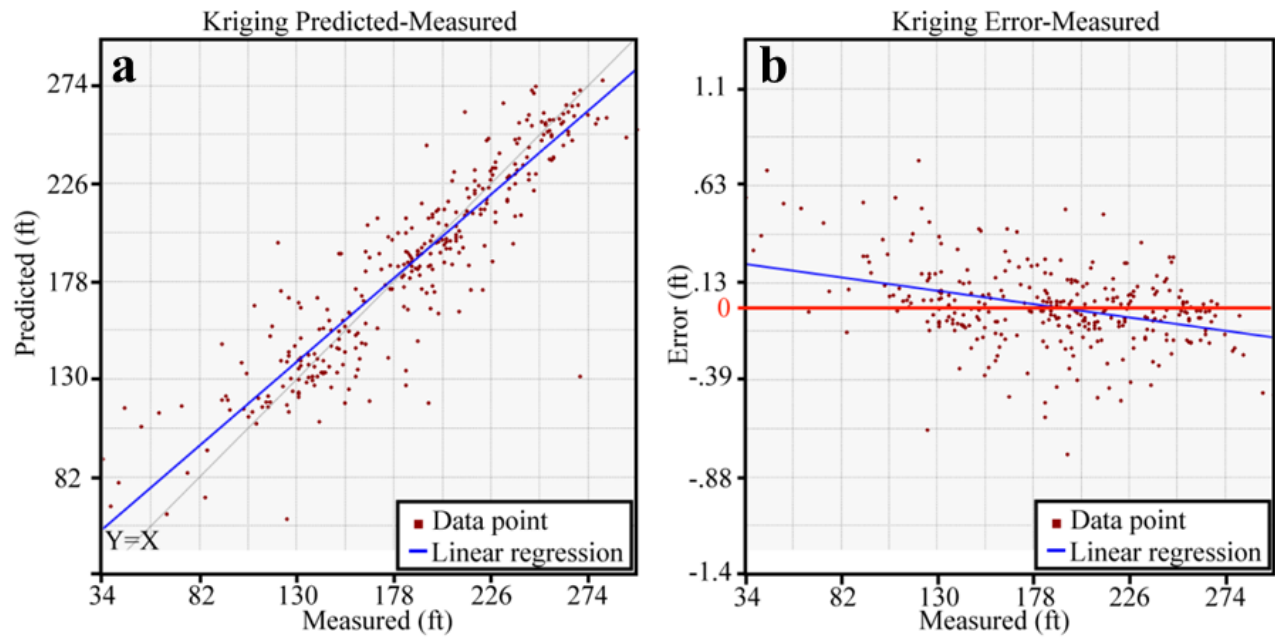 Kriging Predicted-Measured
a
Predicted (ft)
274
226
178
130
82
Y=X
Data point
Linear regression
34 82 130 178 226 274
Measured (ft)
Kriging Error-Measured
b
Error (ft)
1.1
.63
.13
0
-.39
-.88
-1.4
Data point
Linear regression
34 82 130 178 226 274
Measured (ft)